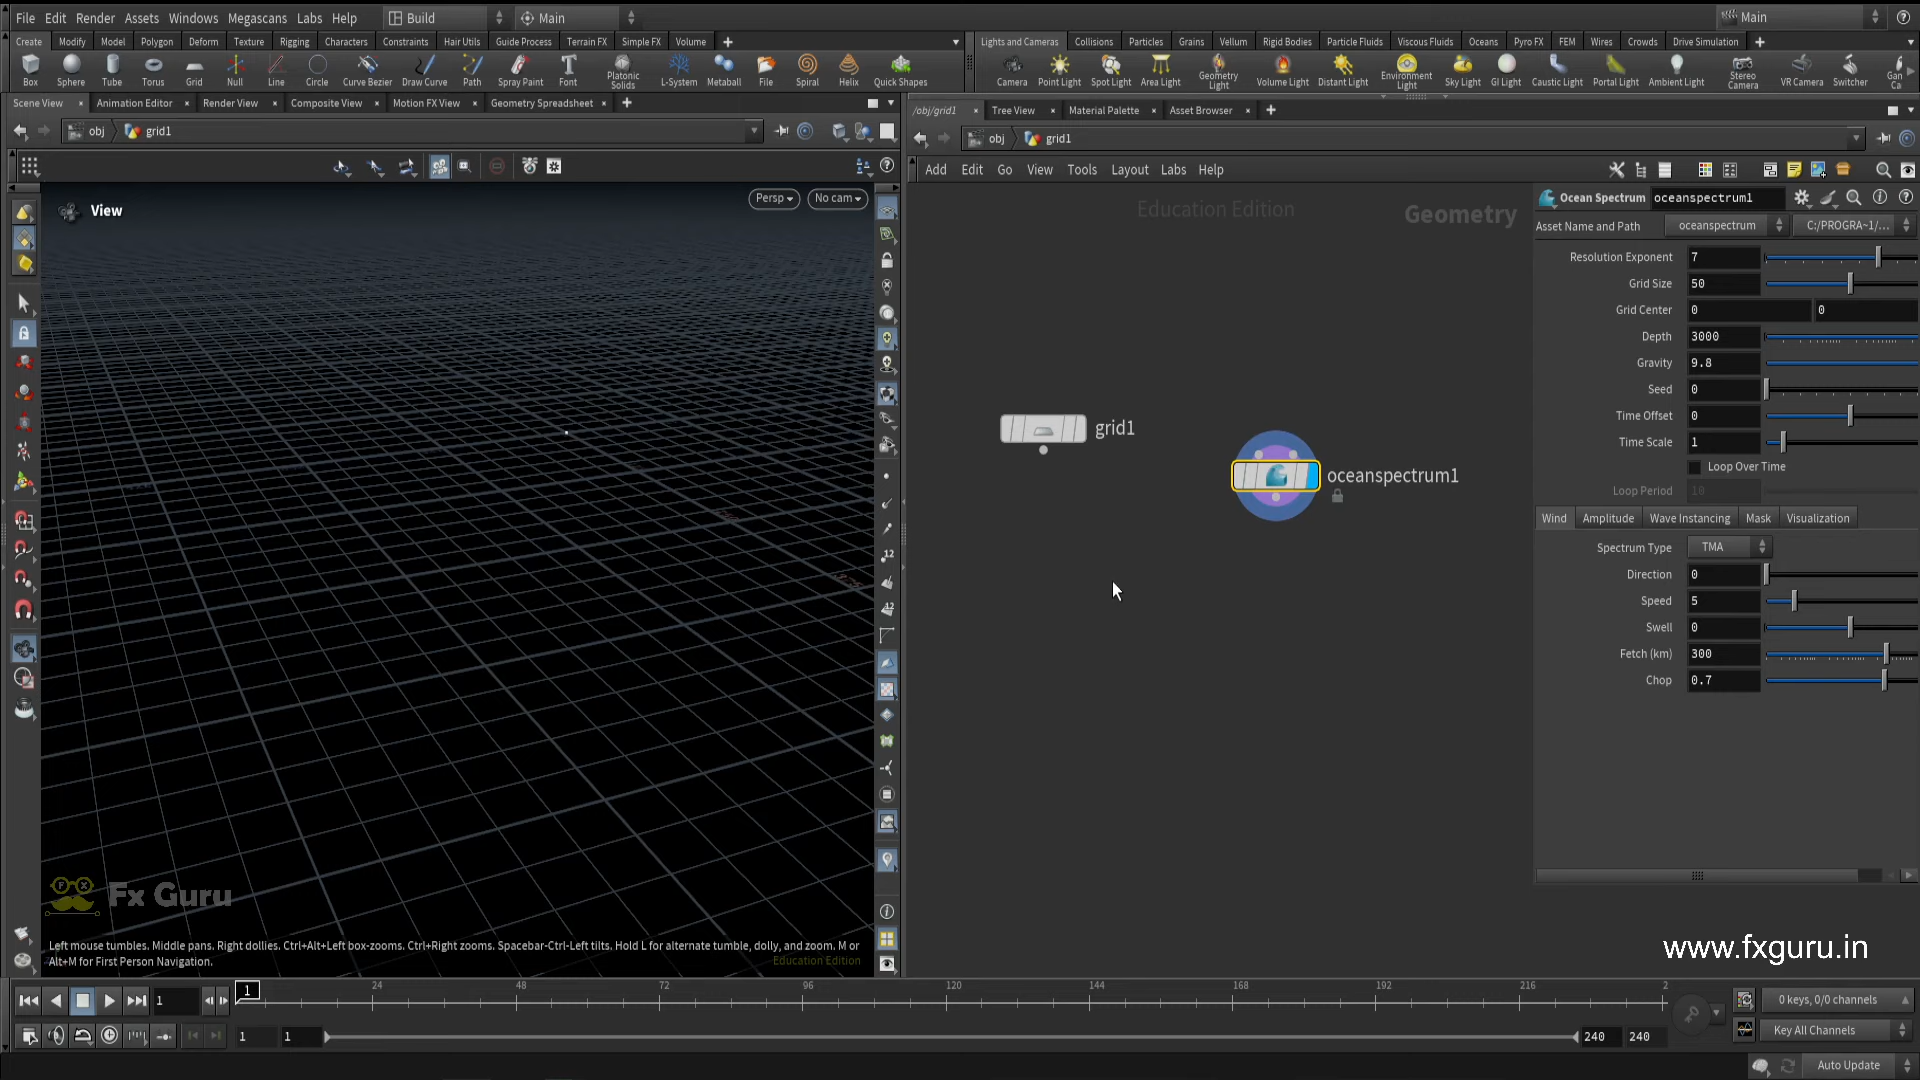 File Edit Render Assets Windows Megascans Labs Help Build Main Main
Create Modify Model Polygon Deform Texture Rigging Characters Constraints Hair Utils Guide Process Terrain FX Simple FX Volume
Lights and Cameras Collisions Particles Grains Vellum Rigid Bodies Particle Fluids Viscous Fluids Oceans Pyro FX FEM Wires Crowds Drive Simulation
Box Sphere Tube Torus Grid Null Line Circle Curve Bezier Draw Curve Path Spray Paint Font Platonic Solids L-System Metaball File Spiral Helix Quick Shapes
Camera Point Light Spot Light Area Light Geometry Light Volume Light Distant Light Environment Light Sky Light GI Light Caustic Light Portal Light Ambient Light Stereo Camera VR Camera Switcher
Scene View Animation Editor Render View Composite View Motion FX View Geometry Spreadsheet
/obj/grid1 Tree View Material Palette Asset Browser
obj grid1
obj grid1
Add Edit Go View Tools Layout Labs Help
View
Persp No cam
Education Edition
Geometry
grid1
oceanspectrum1
Ocean Spectrum oceanspectrum1
Asset Name and Path oceanspectrum C:/PROGRA~1/...
Resolution Exponent 7
Grid Size 50
Grid Center 0 0
Depth 3000
Gravity 9.8
Seed 0
Time Offset 0
Time Scale 1
Loop Over Time
Loop Period 10
Wind Amplitude Wave Instancing Mask Visualization
Spectrum Type TMA
Direction 0
Speed 5
Swell 0
Fetch (km) 300
Chop 0.7
12
12
Fx Guru
Left mouse tumbles. Middle pans. Right dollies. Ctrl+Alt+Left box-zooms. Ctrl+Right zooms. Spacebar-Ctrl-Left tilts. Hold L for alternate tumble, dolly, and zoom. M or
Alt+M for First Person Navigation.
Education Edition
www.fxguru.in
1 1 24 48 72 96 120 144 168 192 216 2
0 keys, 0/0 channels
1 1 240 240
Key All Channels
Auto Update